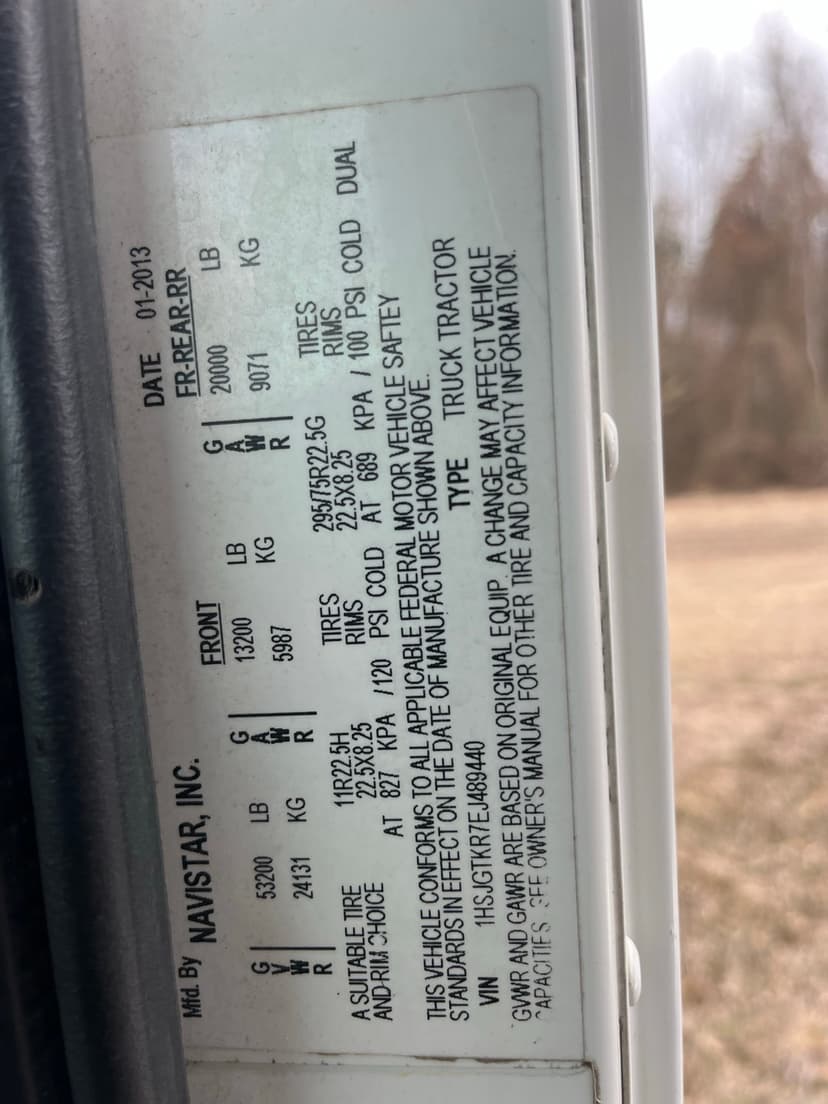 Mfd. By NAVISTAR, INC. DATE 01-2013
FRONT FR-REAR-RR
G V W R 53200 LB G A W R 13200 LB G A W R 20000 LB
24131 KG 5987 KG 9071 KG
A SUITABLE TIRE 11R22.5H TIRES 295/75R22.5G TIRES
AND RIM CHOICE 22.5X8.25 RIMS 22.5X8.25 RIMS
AT 827 KPA /120 PSI COLD AT 689 KPA / 100 PSI COLD DUAL
THIS VEHICLE CONFORMS TO ALL APPLICABLE FEDERAL MOTOR VEHICLE SAFTEY
STANDARDS IN EFFECT ON THE DATE OF MANUFACTURE SHOWN ABOVE.
VIN 1HSJGTKR7EJ489440 TYPE TRUCK TRACTOR
GVWR AND GAWR ARE BASED ON ORIGINAL EQUIP. A CHANGE MAY AFFECT VEHICLE
CAPACITIES SEE OWNER'S MANUAL FOR OTHER TIRE AND CAPACITY INFORMATION.